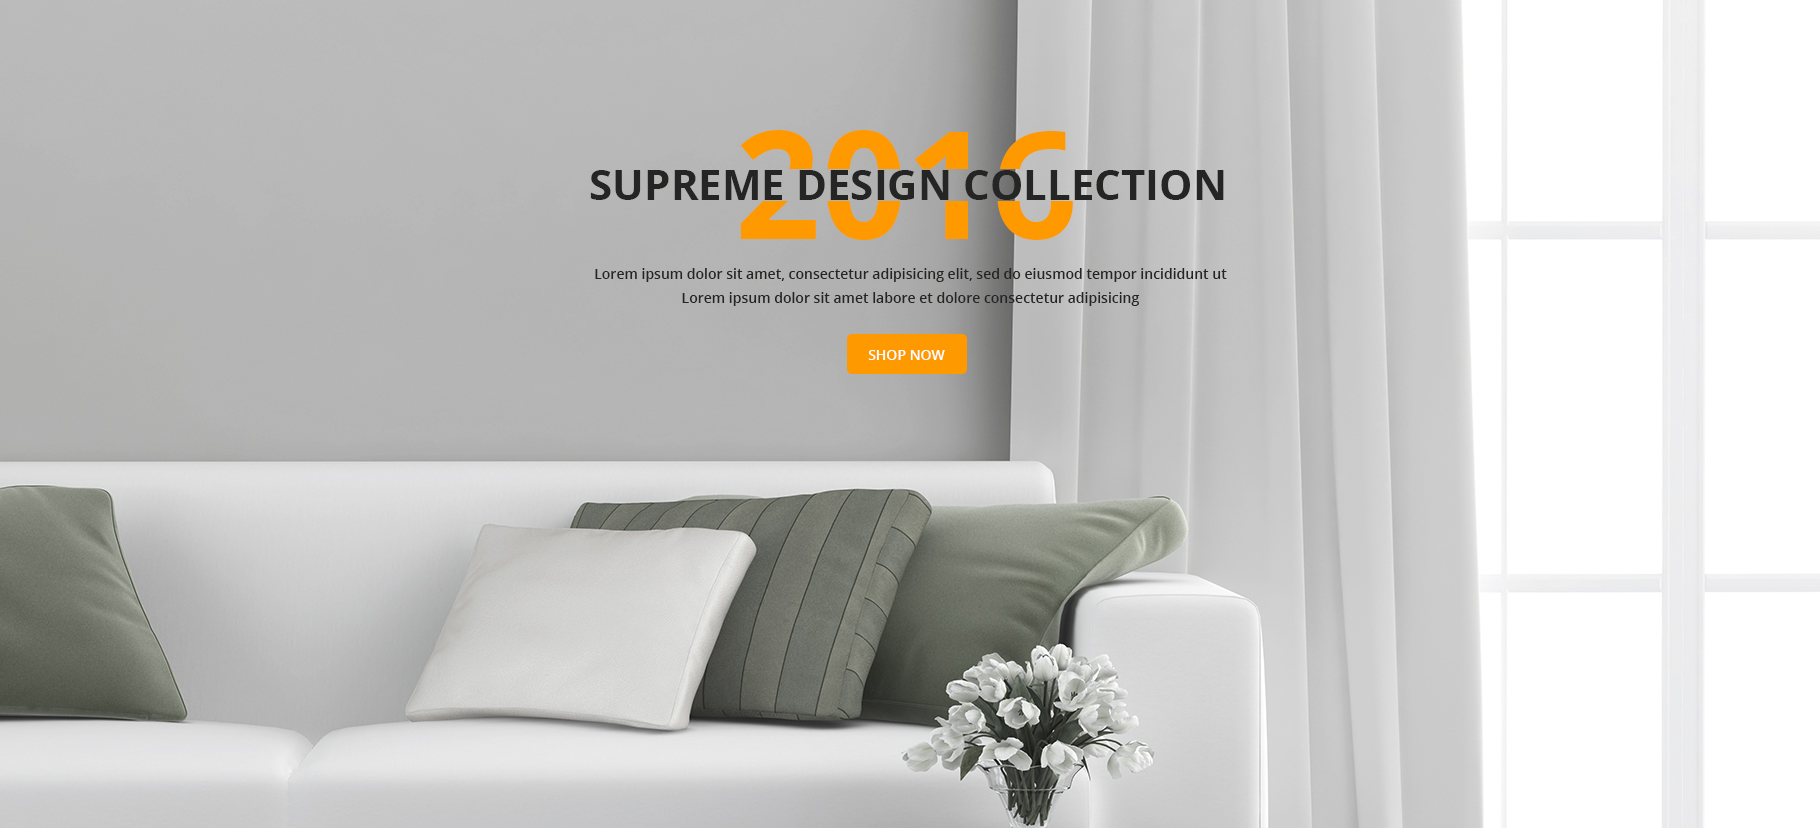 2016
SUPREME DESIGN COLLECTION
Lorem ipsum dolor sit amet, consectetur adipisicing elit, sed do eiusmod tempor incididunt ut
Lorem ipsum dolor sit amet labore et dolore consectetur adipisicing
SHOP NOW